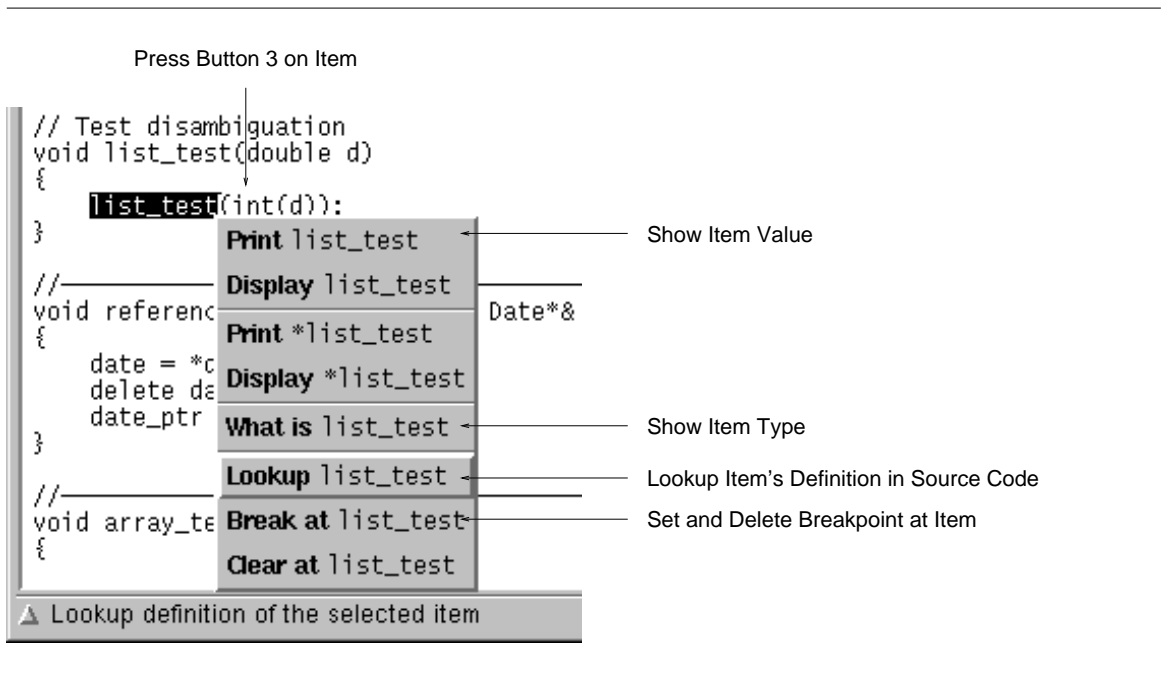 Press Button 3 on Item
// Test disambiguation
void list_test(double d)
{
list_test(int(d));
}
Print list_test
Show Item Value
Display list_test
//
void referenc
Date*&
{
Print *list_test
date = *d
Display *list_test
delete da
date_ptr
What is list_test
Show Item Type
}
Lookup list_test
Lookup Item's Definition in Source Code
//
void array_te
Break at list_test
Set and Delete Breakpoint at Item
{
Clear at list_test
Lookup definition of the selected item